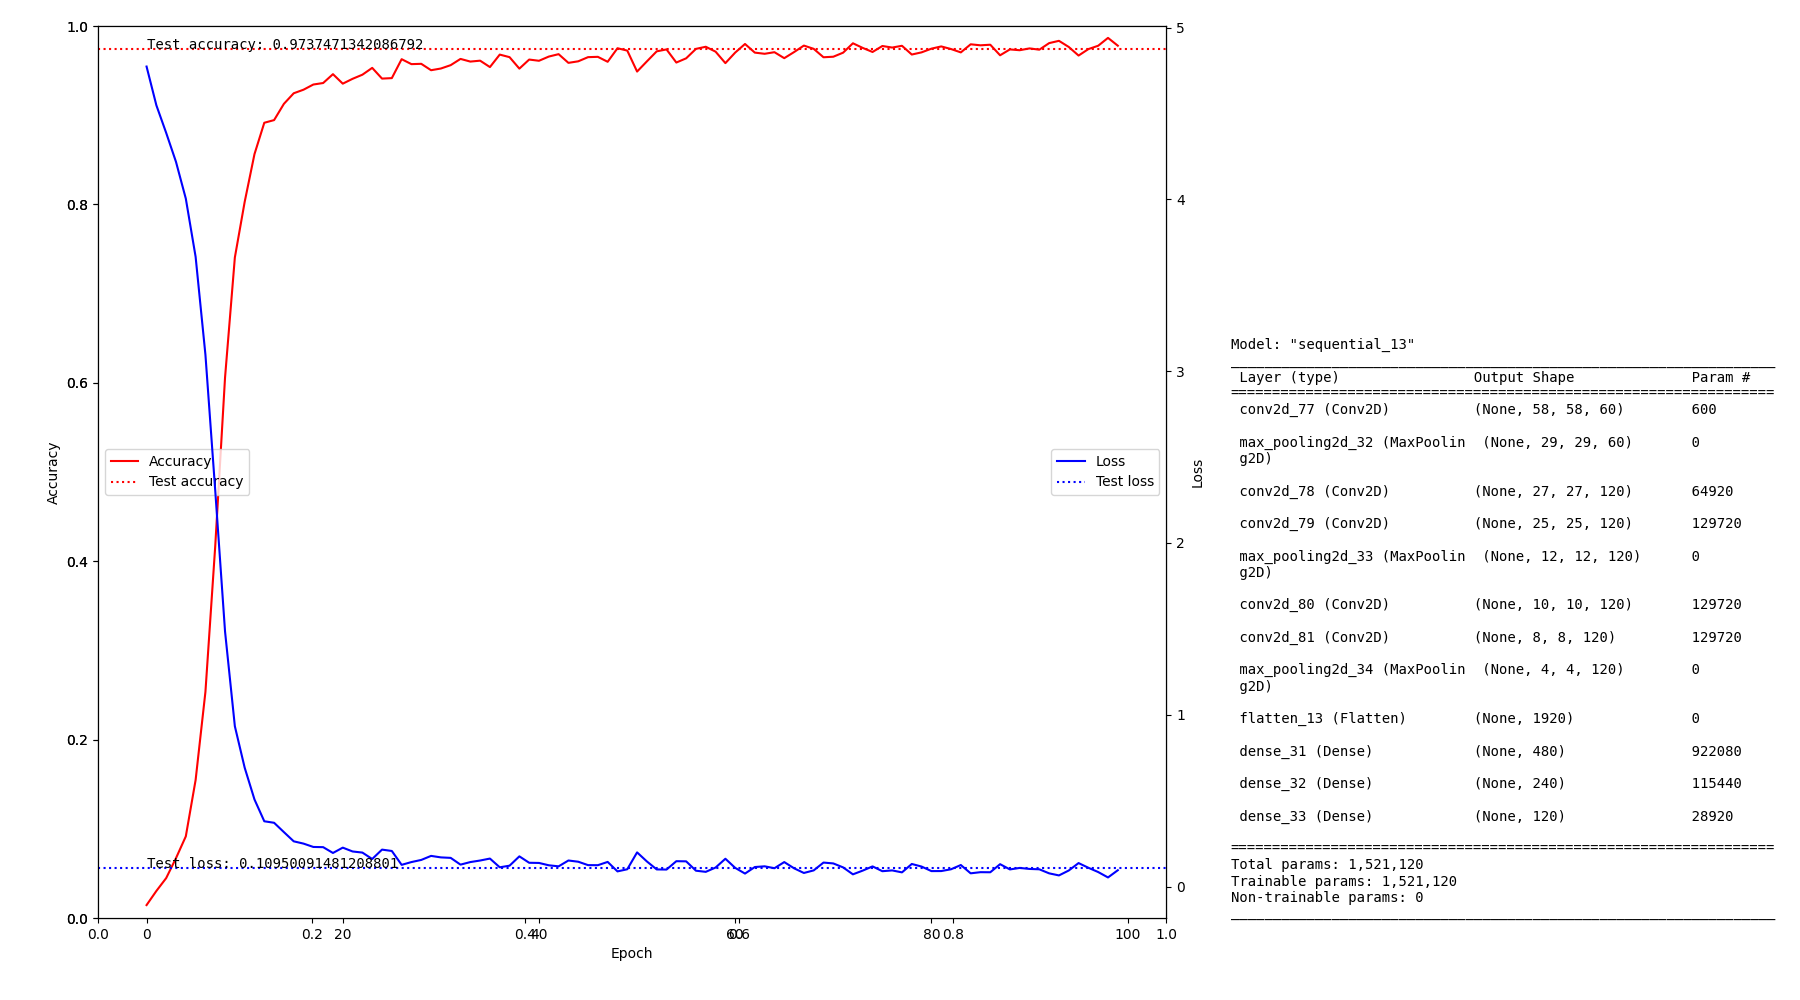 1.0
0.8
0.6
0.4
0.2
0.0
Accuracy
Test accuracy: 0.9737471342086792
Test loss: 0.10950091481208801
Accuracy
Test accuracy
Loss
Test loss
5
4
3
2
1
0
Loss
0.0 0 0.2 20 0.4 40 60 0.6 80 0.8 100 1.0
Epoch
Model: "sequential_13"
Layer (type) Output Shape Param #
=================================================================
conv2d_77 (Conv2D) (None, 58, 58, 60) 600
max_pooling2d_32 (MaxPoolin (None, 29, 29, 60) 0
g2D)
conv2d_78 (Conv2D) (None, 27, 27, 120) 64920
conv2d_79 (Conv2D) (None, 25, 25, 120) 129720
max_pooling2d_33 (MaxPoolin (None, 12, 12, 120) 0
g2D)
conv2d_80 (Conv2D) (None, 10, 10, 120) 129720
conv2d_81 (Conv2D) (None, 8, 8, 120) 129720
max_pooling2d_34 (MaxPoolin (None, 4, 4, 120) 0
g2D)
flatten_13 (Flatten) (None, 1920) 0
dense_31 (Dense) (None, 480) 922080
dense_32 (Dense) (None, 240) 115440
dense_33 (Dense) (None, 120) 28920
=================================================================
Total params: 1,521,120
Trainable params: 1,521,120
Non-trainable params: 0